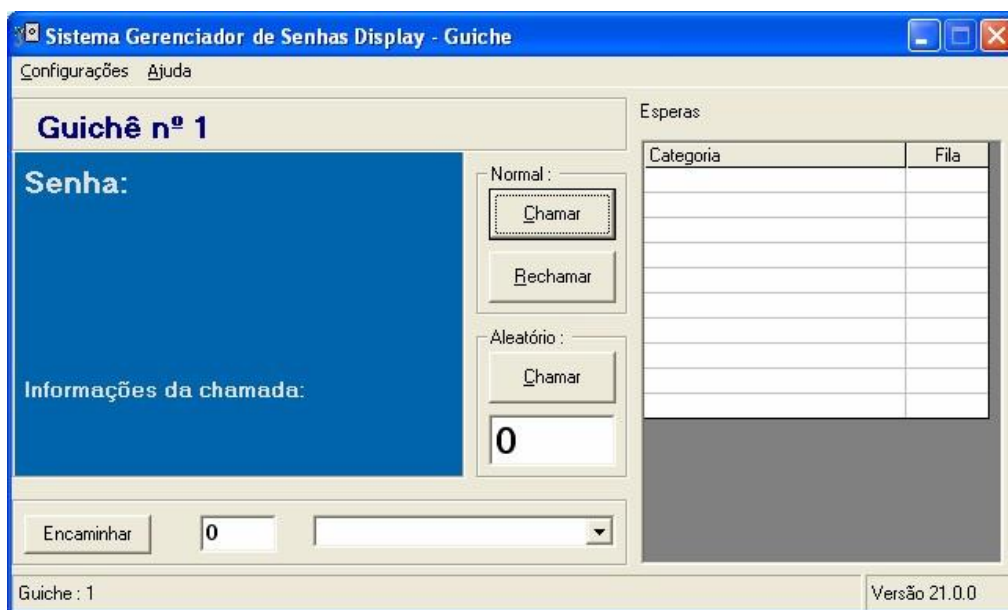 Sistema Gerenciador de Senhas Display - Guiche
Configurações Ajuda
Guichê nº 1
Senha:
Informações da chamada:
Normal :
Chamar
Rechamar
Aleatório :
Chamar
0
Esperas
Categoria Fila
Encaminhar 0
Guiche : 1 Versão 21.0.0